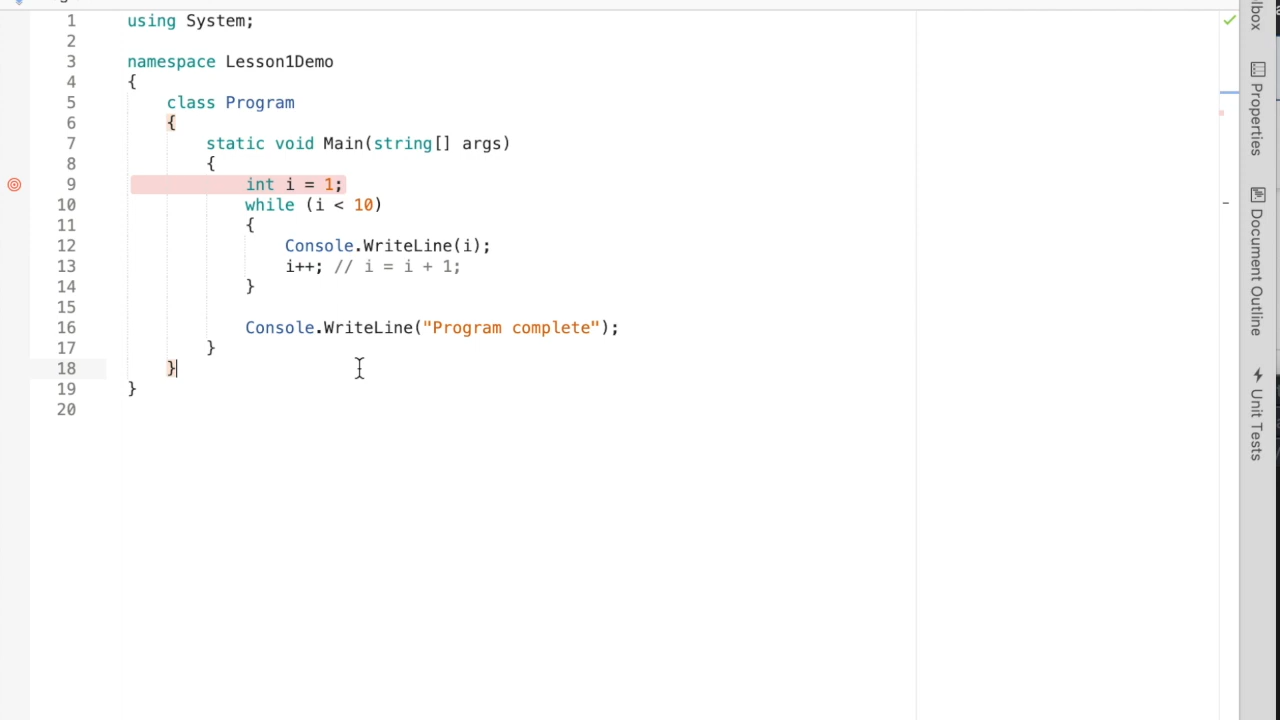 1 using System;
2
3 namespace Lesson1Demo
4 {
5 class Program
6 {
7 static void Main(string[] args)
8 {
9 int i = 1;
10 while (i < 10)
11 {
12 Console.WriteLine(i);
13 i++; // i = i + 1;
14 }
15
16 Console.WriteLine("Program complete");
17 }
18 }
19 }
20
Properties
Document Outline
Unit Tests